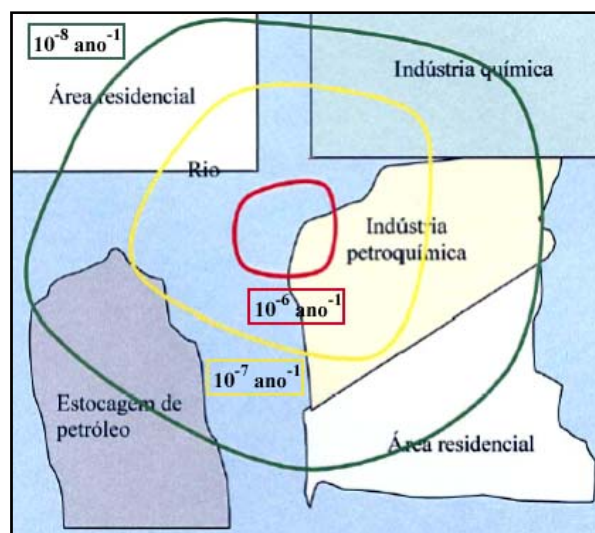 10⁻⁸ ano⁻¹
Indústria química
Área residencial
Rio
Indústria
petroquímica
10⁻⁶ ano⁻¹
10⁻⁷ ano⁻¹
Estocagem de
petróleo
Área residencial